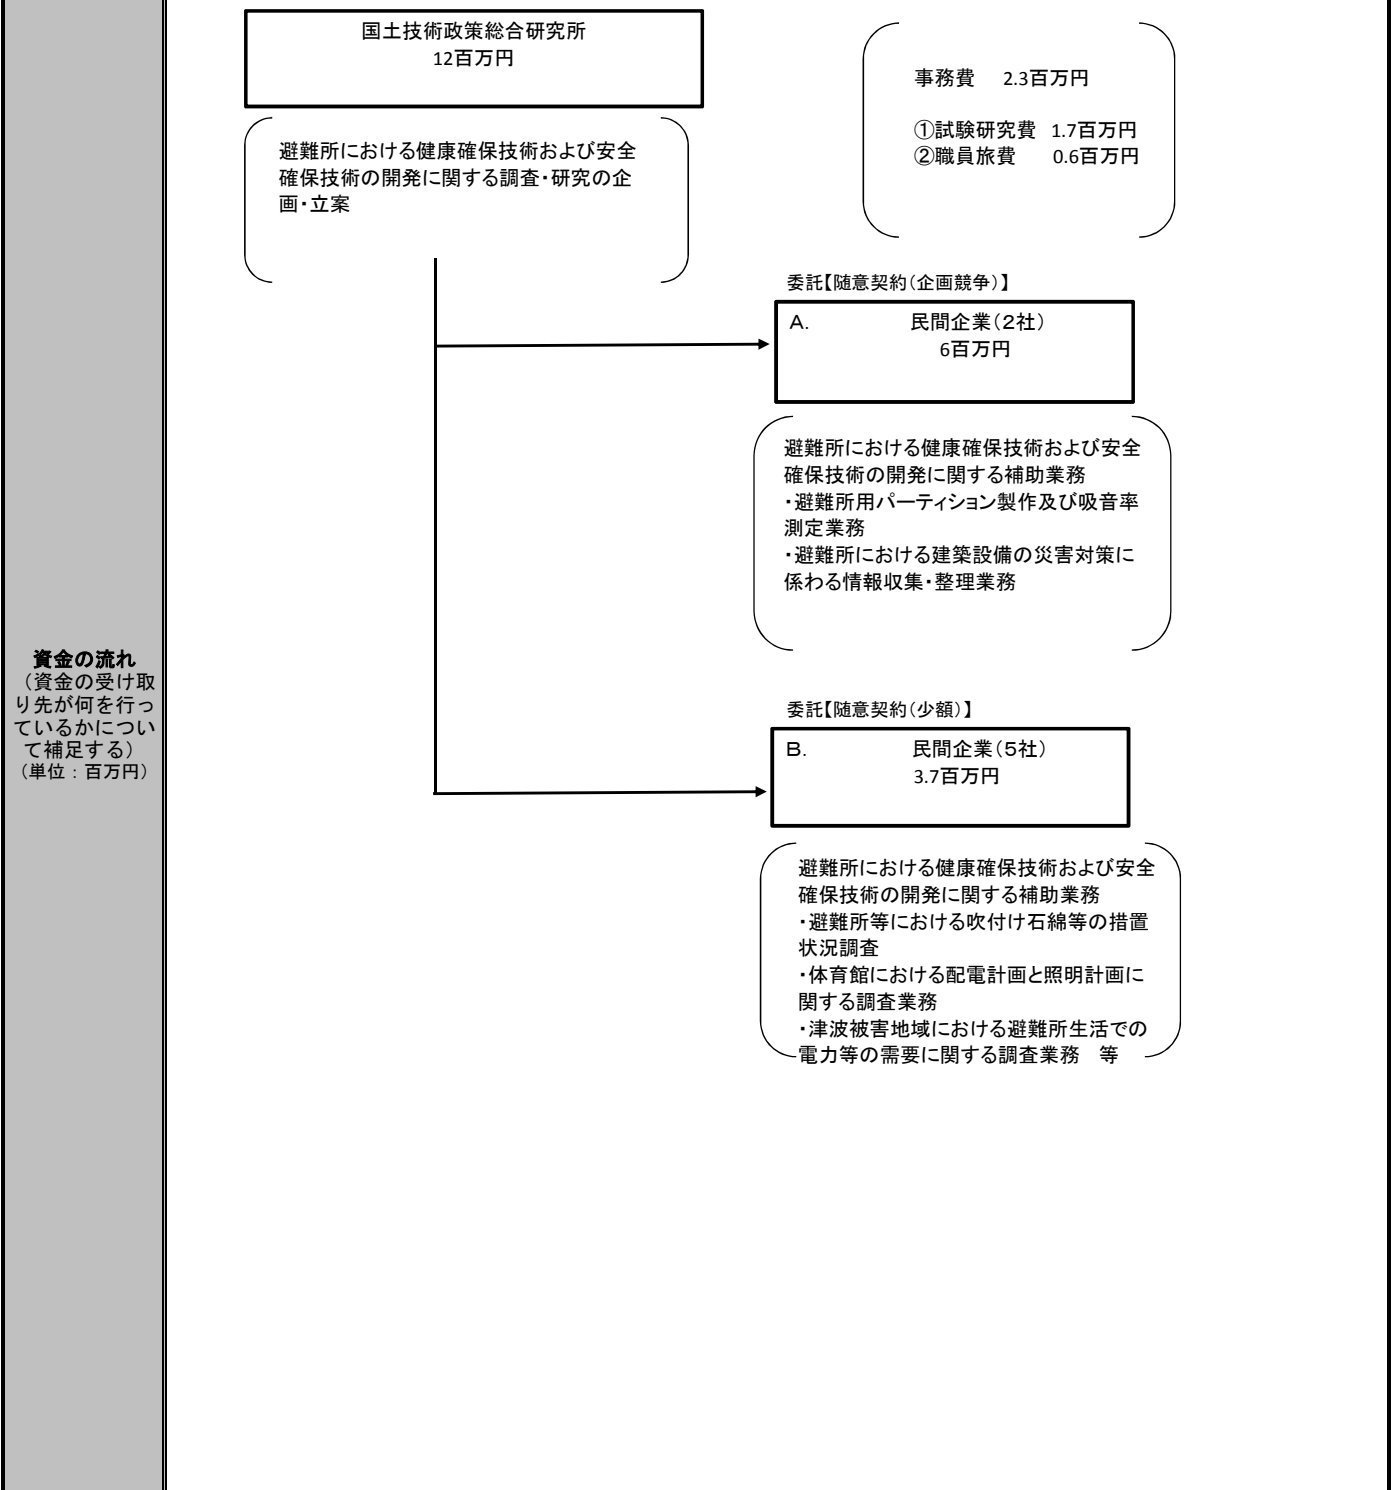 資金の流れ
（資金の受け取
り先が何を行っ
ているかについ
て補足する）
（単位：百万円）
国土技術政策総合研究所
12百万円
避難所における健康確保技術および安全
確保技術の開発に関する調査・研究の企
画・立案
事務費　2.3百万円
①試験研究費　1.7百万円
②職員旅費　0.6百万円
委託【随意契約（企画競争）】
A.　民間企業（２社）
6百万円
避難所における健康確保技術および安全
確保技術の開発に関する補助業務
・避難所用パーティション製作及び吸音率
測定業務
・避難所における建築設備の災害対策に
係わる情報収集・整理業務
委託【随意契約（少額）】
B.　民間企業（５社）
3.7百万円
避難所における健康確保技術および安全
確保技術の開発に関する補助業務
・避難所等における吹付け石綿等の措置
状況調査
・体育館における配電計画と照明計画に
関する調査業務
・津波被害地域における避難所生活での
電力等の需要に関する調査業務　等